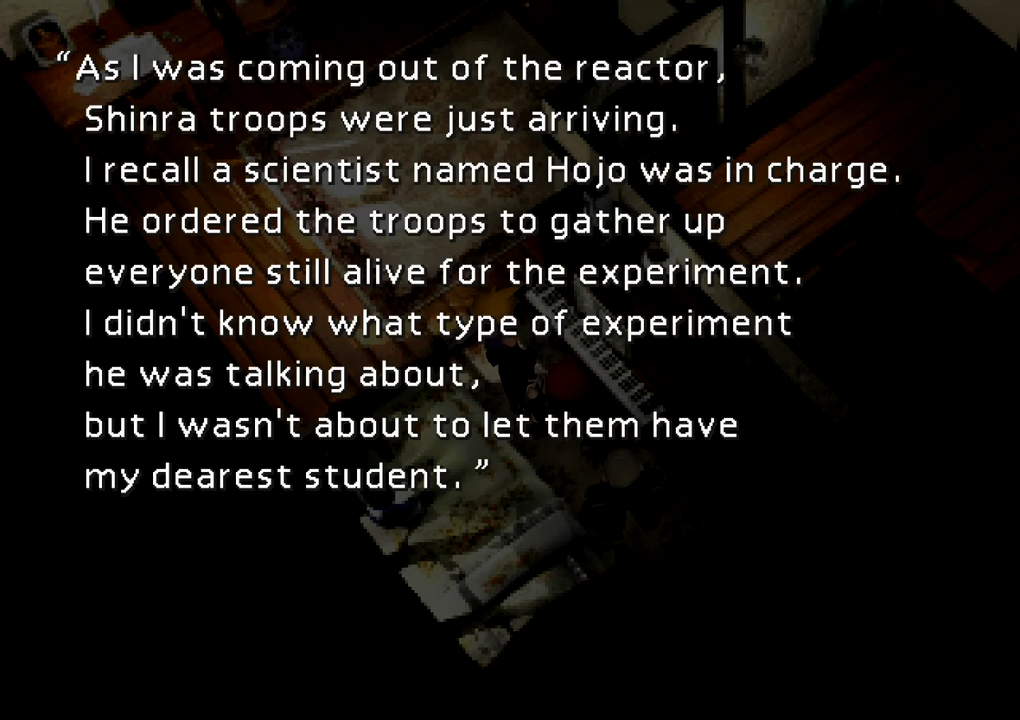 “As I was coming out of the reactor,
Shinra troops were just arriving.
I recall a scientist named Hojo was in charge.
He ordered the troops to gather up
everyone still alive for the experiment.
I didn't know what type of experiment
he was talking about,
but I wasn't about to let them have
my dearest student.”